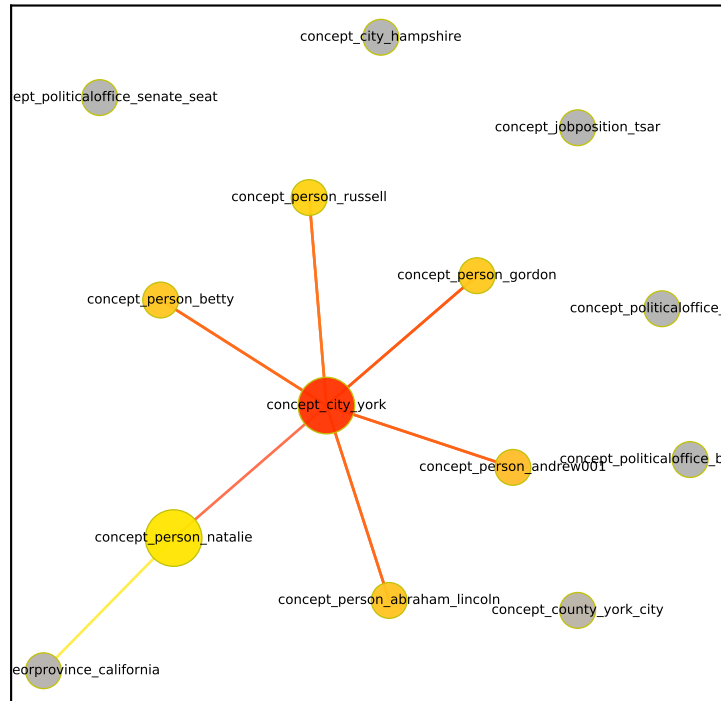 concept_city_hampshire
ept_politicaloffice_senate_seat
concept_jobposition_tsar
concept_person_russell
concept_person_gordon
concept_person_betty
concept_politicaloffice_
concept_city_york
concept_politicaloffice_b
concept_person_andrew001
concept_person_natalie
concept_person_abraham_lincoln
concept_county_york_city
eorprovince_california